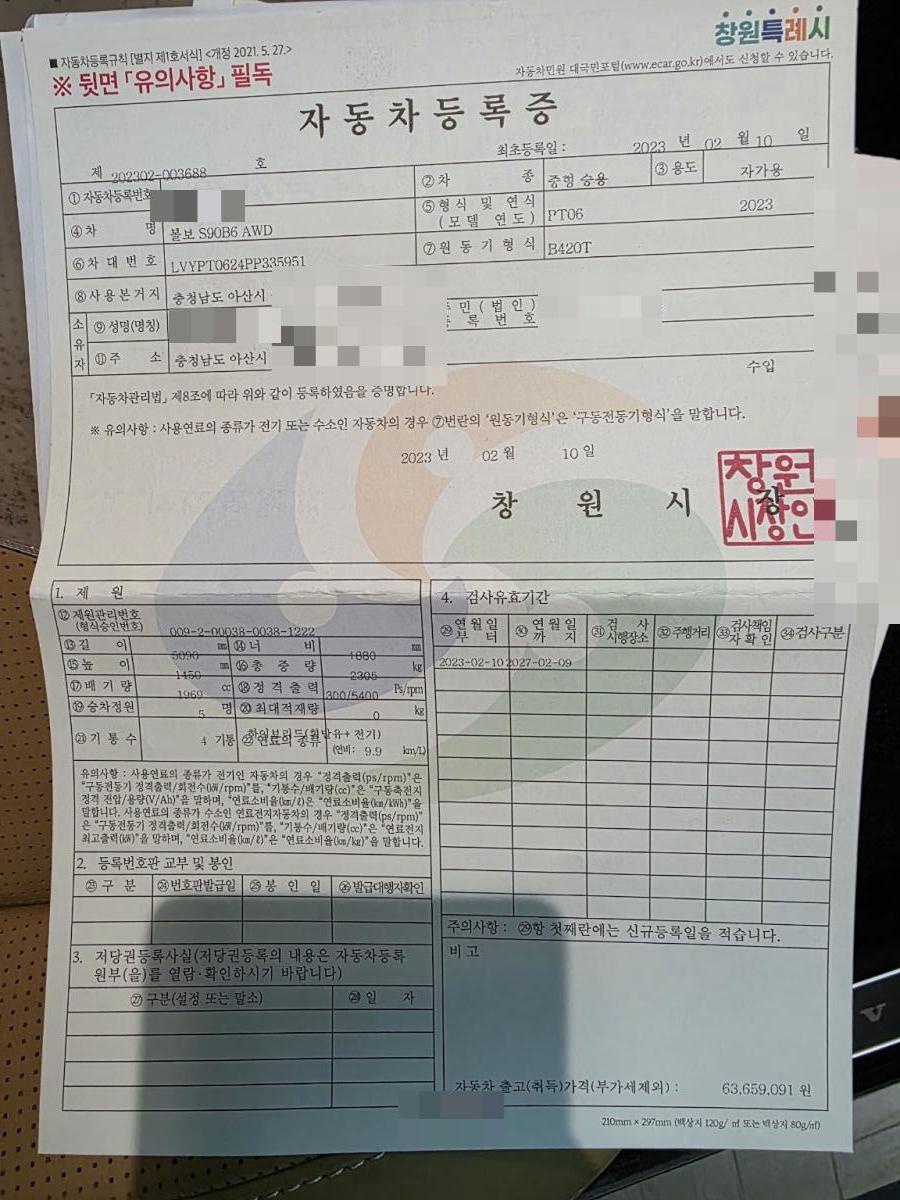 창원특례시
■ 자동차등록규칙 [별지 제1호서식] <개정 2021. 5. 27.>
※ 뒷면 「유의사항」 필독
자동차민원 대국민포털(www.ecar.go.kr)에서도 신청할 수 있습니다.
자동차등록증
제 202302-003688 호
최초등록일 : 2023 년 02 월 10 일
① 자동차등록번호
② 차 종 중형 승용
③ 용도 자가용
④ 차 명 볼보 S90B6 AWD
⑤ 형식 및 연식 (모델 연도) PT06 2023
⑥ 차대번호 LVYPT0624PP335951
⑦ 원동기형식 B420T
⑧ 사용본거지 충청남도 아산시
소유자
⑨ 성명(명칭)
민(법인)
록 번 호
⑪ 주 소 충청남도 아산시
수입
「자동차관리법」 제8조에 따라 위와 같이 등록하였음을 증명합니다.
※ 유의사항 : 사용연료의 종류가 전기 또는 수소인 자동차의 경우 ⑦번란의 '원동기형식'은 '구동전동기형식'을 말합니다.
2023 년 02 월 10 일
창 원 시 장
창원
시장인
1. 제 원
⑫ 제원관리번호 (형식승인번호) 009-2-00038-0038-1222
⑬ 길 이 5090 mm ⑭ 너 비 1880 mm
⑮ 높 이 1450 mm ⑯ 총 중 량 2305 kg
⑰ 배기량 1969 cc ⑱ 정격출력 300/5400 Ps/rpm
⑲ 승차정원 5 명 ⑳ 최대적재량 0 kg
㉑ 기통수 4 기통 ㉒ 연료의 종류 하이브리드(휘발유+전기)
(연비: 9.9 km/L)
유의사항 : 사용연료의 종류가 전기인 자동차의 경우 "정격출력(ps/rpm)"은
"구동전동기 정격출력/회전수(kW/rpm)"를, "기통수/배기량(cc)"은 "구동축전지
정격 전압/용량(V/Ah)"을 말하며, "연료소비율(km/ℓ)은 "연료소비율(km/kWh)"을
말합니다. 사용연료의 종류가 수소인 연료전지자동차의 경우 "정격출력(ps/rpm)"
은 "구동전동기 정격출력/회전수(kW/rpm)"를, "기통수/배기량(cc)"은 "연료전지
최고출력(kW)"을 말하며, "연료소비율(km/ℓ)"은 "연료소비율(km/kg)"을 말합니다.
2. 등록번호판 교부 및 봉인
㉓ 구 분 ㉔ 번호판발급일 ㉕ 봉 인 일 ㉖ 발급대행자확인
3. 저당권등록사실(저당권등록의 내용은 자동차등록
원부(을)를 열람·확인하시기 바랍니다)
㉗ 구분(설정 또는 말소) ㉘ 일 자
4. 검사유효기간
㉙ 연월일 부터 ㉚ 연월일 까지 ㉛ 검사 시행장소 ㉜ 주행거리 ㉝ 검사책임자확인 ㉞ 검사구분
2023-02-10 2027-02-09
주의사항 : ㉙항 첫째란에는 신규등록일을 적습니다.
비고
자동차 출고(취득)가격(부가세제외) : 63,659,091 원
210mm × 297mm (백상지 120g/㎡ 또는 백상지 80g/㎡)
V